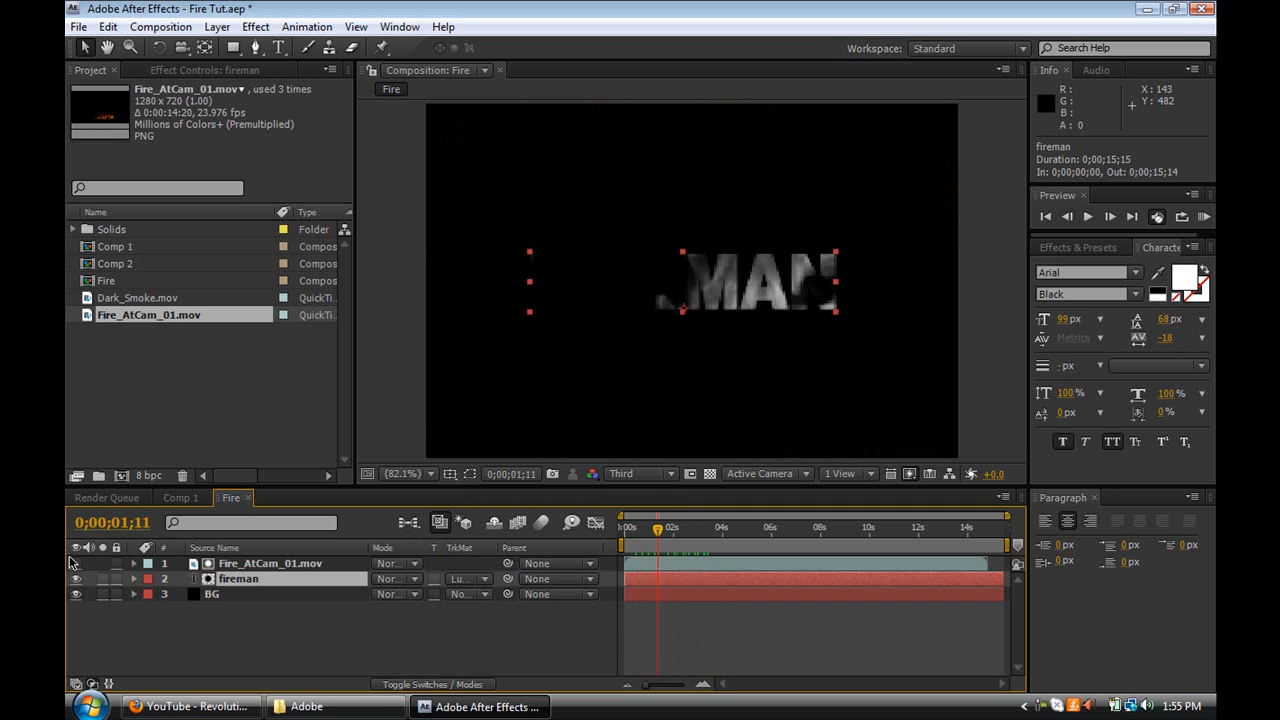 Adobe After Effects - Fire Tut.aep *
File Edit Composition Layer Effect Animation View Window Help
Workspace: Standard Search Help
Project Effect Controls: fireman
Composition: Fire
Info Audio
Fire_AtCam_01.mov, used 3 times
1280 x 720 (1.00)
Δ 0:00:14:20, 23.976 fps
Millions of Colors+ (Premultiplied)
PNG
Fire
R: X: 143
G: Y: 482
B:
A: 0
fireman
Duration: 0;00;15;15
In: 0;00;00;00, Out: 0;00;15;14
Preview
Name Type
Solids Folder
Comp 1 Compos
Comp 2 Compos
Fire Compos
Dark_Smoke.mov QuickTi
Fire_AtCam_01.mov QuickTi
MAN
Effects & Presets Characte
Arial
Black
99 px 68 px
Metrics -18
- px
100 % 100 %
0 px 0 %
T T TT Tt T¹ T₁
8 bpc
(82.1%) 0;00;01;11 Third Active Camera 1 View +0.0
Render Queue Comp 1 Fire
Paragraph
0;00;01;11
:00s 02s 04s 06s 08s 10s 12s 14s
Source Name Mode T TrkMat Parent
1 Fire_AtCam_01.mov Nor... None
2 T fireman Nor... Lu... None
3 BG Nor... No... None
0 px 0 px
0 px 0 px
0 px
Toggle Switches / Modes
YouTube - Revoluti... Adobe Adobe After Effects ... 1:55 PM